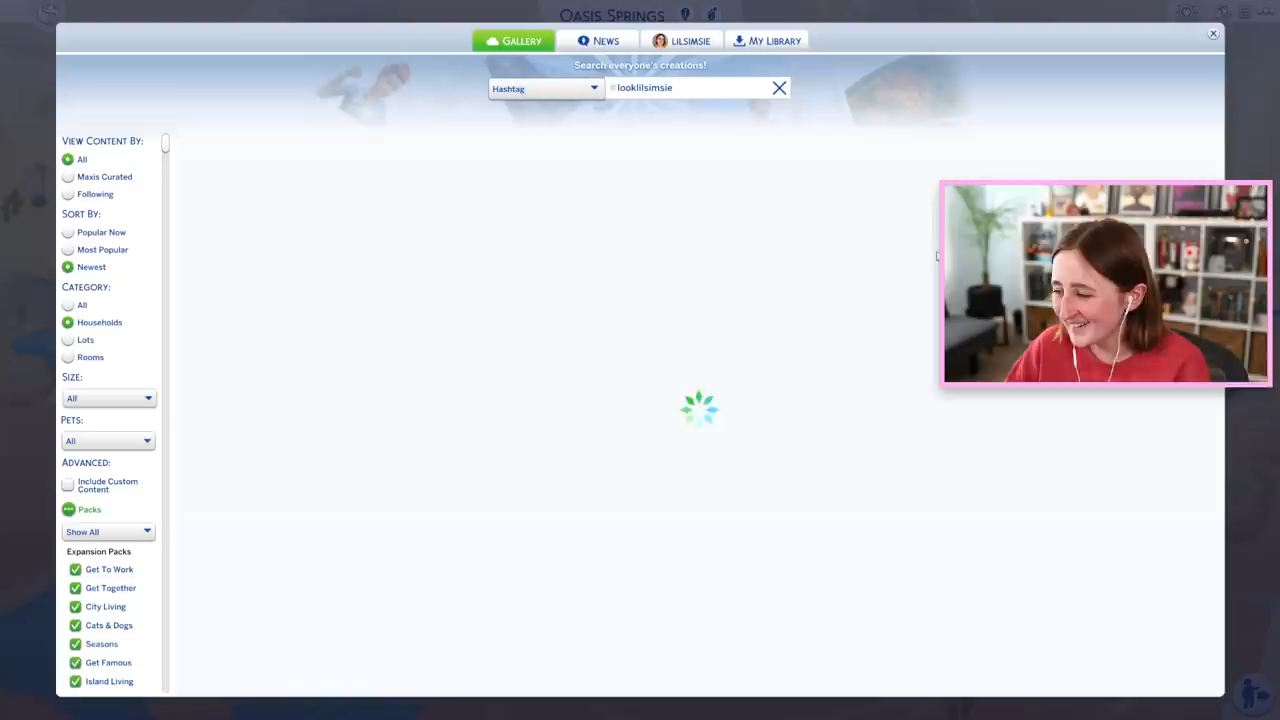 OASIS SPRINGS
GALLERY
NEWS
LILSIMSIE
MY LIBRARY
Search everyone's creations!
Hashtag
#looklilsimsie
VIEW CONTENT BY:
All
Maxis Curated
Following
SORT BY:
Popular Now
Most Popular
Newest
CATEGORY:
All
Households
Lots
Rooms
SIZE:
All
PETS:
All
ADVANCED:
Include Custom
Content
Packs
Show All
Expansion Packs
Get To Work
Get Together
City Living
Cats & Dogs
Seasons
Get Famous
Island Living